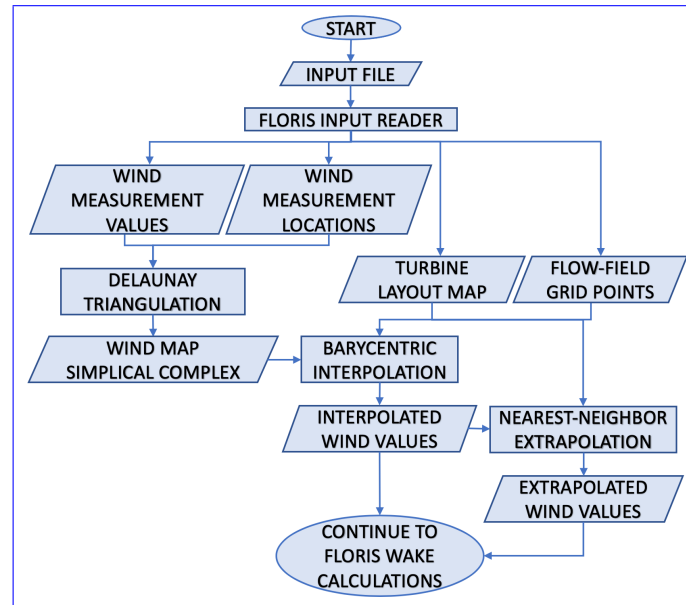 START
INPUT FILE
FLORIS INPUT READER
WIND
MEASUREMENT
VALUES
WIND
MEASUREMENT
LOCATIONS
DELAUNAY
TRIANGULATION
TURBINE
LAYOUT MAP
FLOW-FIELD
GRID POINTS
WIND MAP
SIMPLICAL COMPLEX
BARYCENTRIC
INTERPOLATION
INTERPOLATED
WIND VALUES
NEAREST-NEIGHBOR
EXTRAPOLATION
EXTRAPOLATED
WIND VALUES
CONTINUE TO
FLORIS WAKE
CALCULATIONS